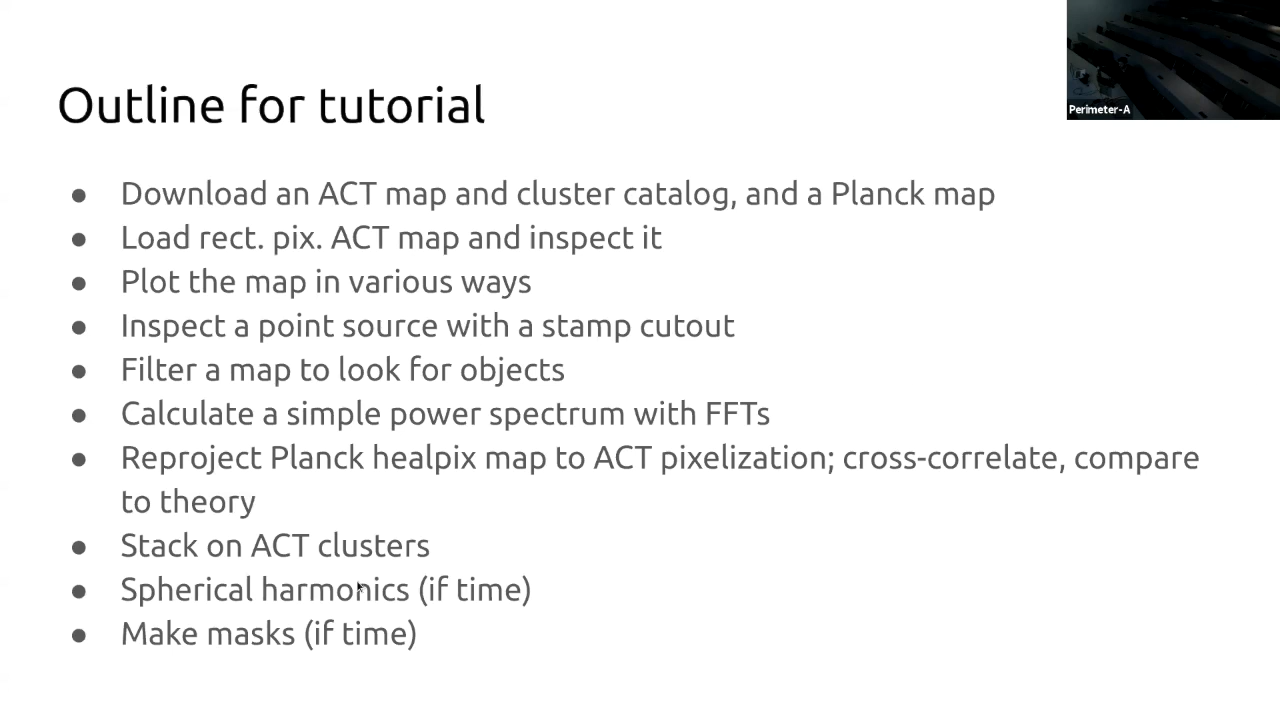 Perimeter-A
Outline for tutorial
● Download an ACT map and cluster catalog, and a Planck map
● Load rect. pix. ACT map and inspect it
● Plot the map in various ways
● Inspect a point source with a stamp cutout
● Filter a map to look for objects
● Calculate a simple power spectrum with FFTs
● Reproject Planck healpix map to ACT pixelization; cross-correlate, compare
to theory
● Stack on ACT clusters
● Spherical harmonics (if time)
● Make masks (if time)